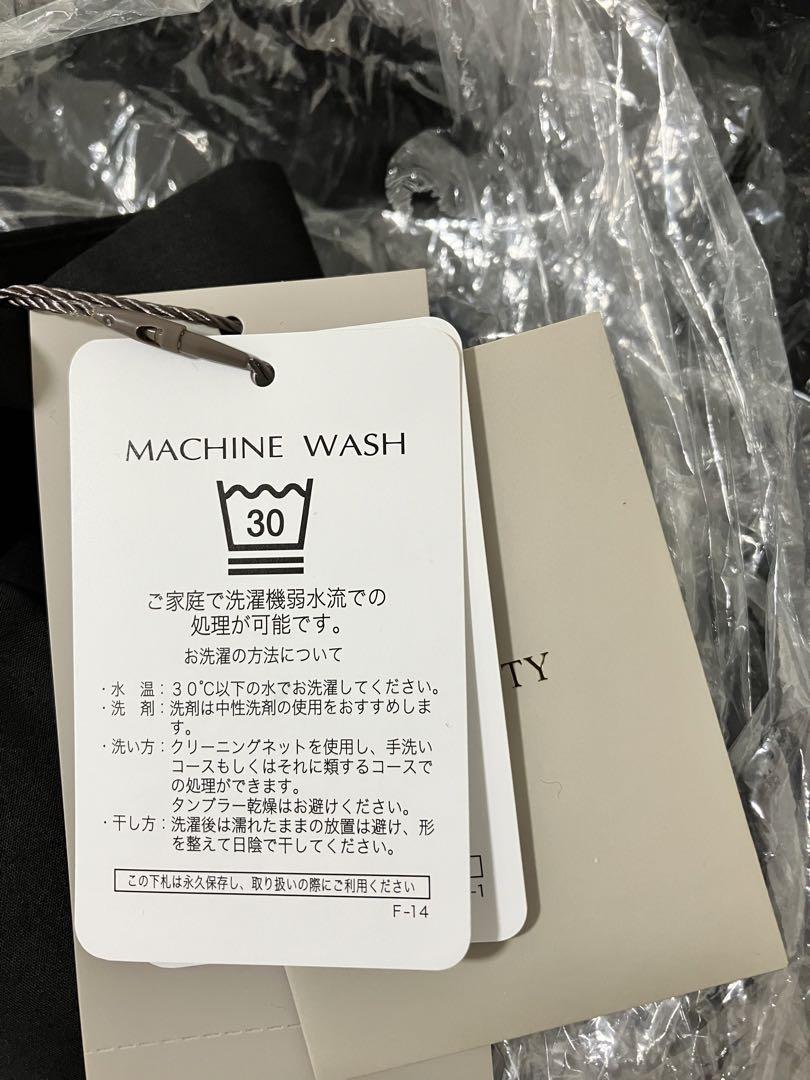 MACHINE WASH
30
ご家庭で洗濯機弱水流での
処理が可能です。
お洗濯の方法について
・水　温：３０℃以下の水でお洗濯してください。
・洗　剤：洗剤は中性洗剤の使用をおすすめしま
す。
・洗い方：クリーニングネットを使用し、手洗い
コースもしくはそれに類するコースで
の処理ができます。
タンブラー乾燥はお避けください。
・干し方：洗濯後は濡れたままの放置は避け、形
を整えて日陰で干してください。
この下札は永久保存し、取り扱いの際にご利用ください
F-14
TY
-1